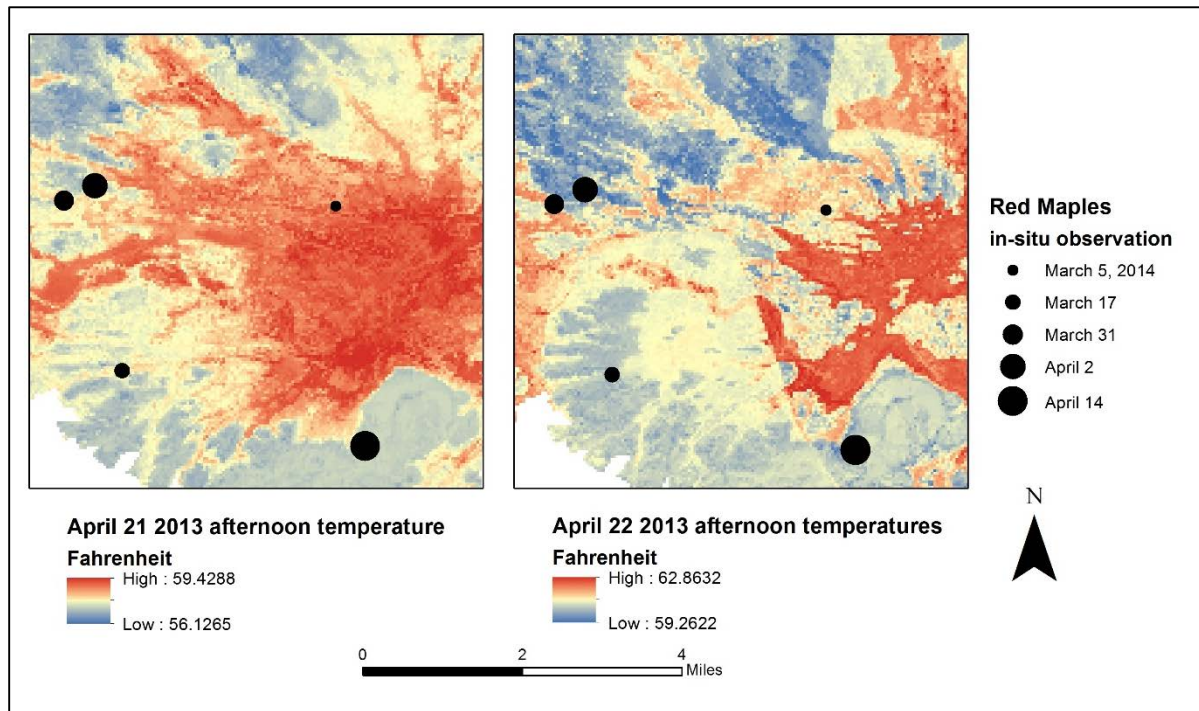 April 21 2013 afternoon temperature
Fahrenheit
High : 59.4288
Low : 56.1265
April 22 2013 afternoon temperatures
Fahrenheit
High : 62.8632
Low : 59.2622
Red Maples
in-situ observation
March 5, 2014
March 17
March 31
April 2
April 14
N
0 2 4
Miles